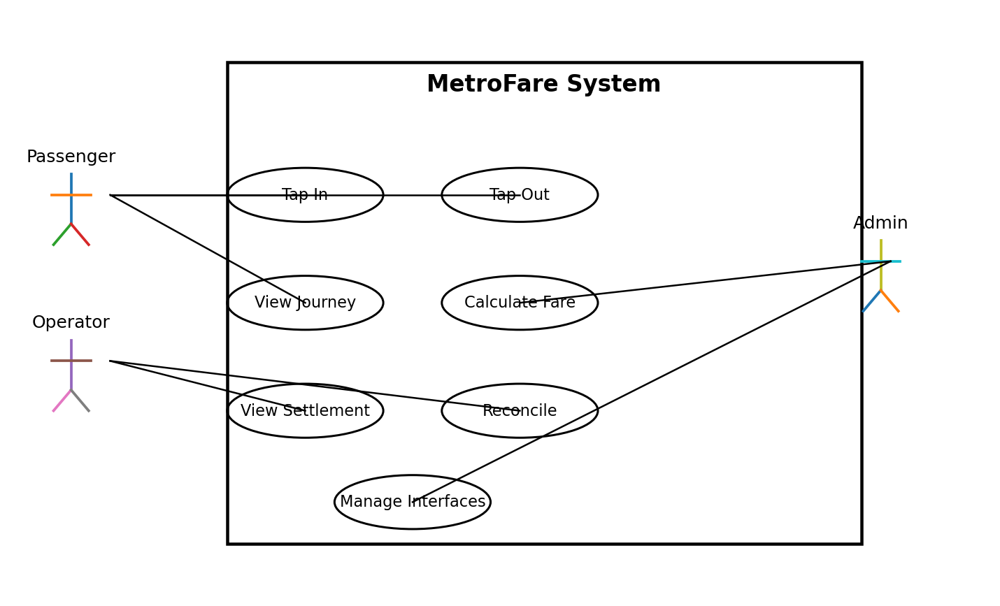 MetroFare System
Passenger
Tap In
Tap Out
Admin
View Journey
Calculate Fare
Operator
View Settlement
Reconcile
Manage Interfaces